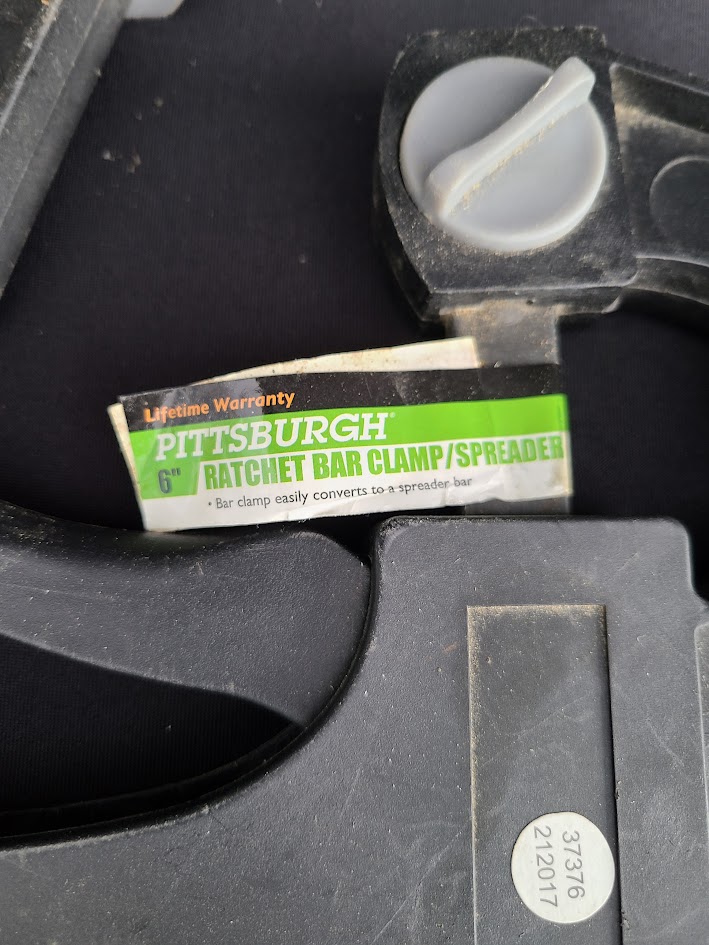 Lifetime Warranty
PITTSBURGH®
6" RATCHET BAR CLAMP/SPREADER
• Bar clamp easily converts to a spreader bar
37376
212017